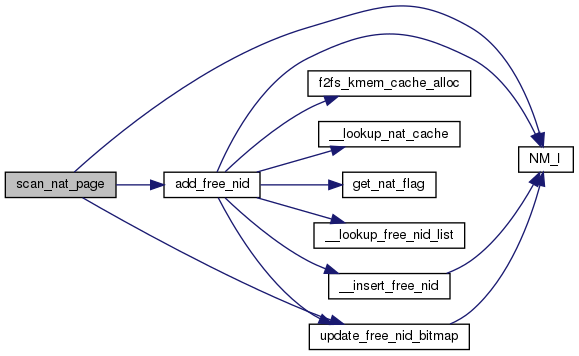 scan_nat_page
add_free_nid
f2fs_kmem_cache_alloc
__lookup_nat_cache
get_nat_flag
__lookup_free_nid_list
__insert_free_nid
update_free_nid_bitmap
NM_I